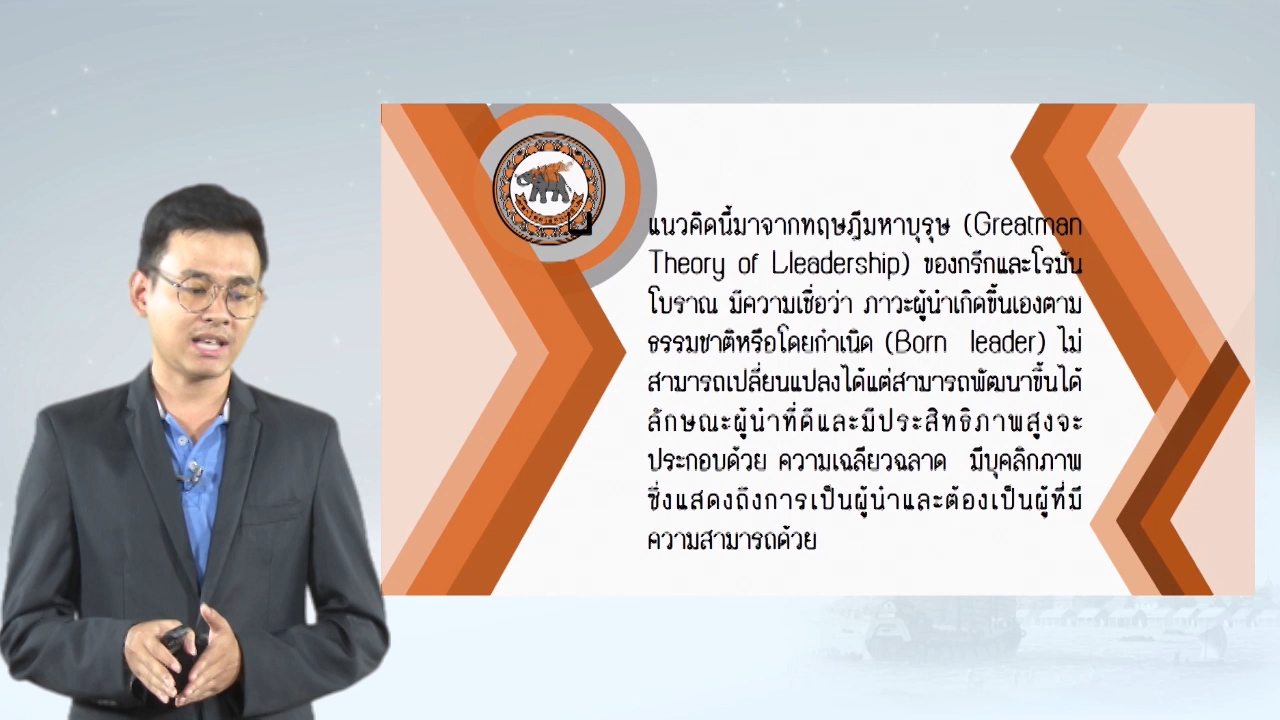 แนวคิดนี้มาจากทฤษฎีมหาบุรุษ (Greatman
Theory of Lleadership) ของกรีกและโรมัน
โบราณ มีความเชื่อว่า ภาวะผู้นำเกิดขึ้นเองตาม
ธรรมชาติหรือโดยกำเนิด (Born leader) ไม่
สามารถเปลี่ยนแปลงได้แต่สามารถพัฒนาขึ้นได้
ลักษณะผู้นำที่ดีและมีประสิทธิภาพสูงจะ
ประกอบด้วย ความเฉลียวฉลาด มีบุคลิกภาพ
ซึ่งแสดงถึงการเป็นผู้นำและต้องเป็นผู้ที่มี
ความสามารถด้วย